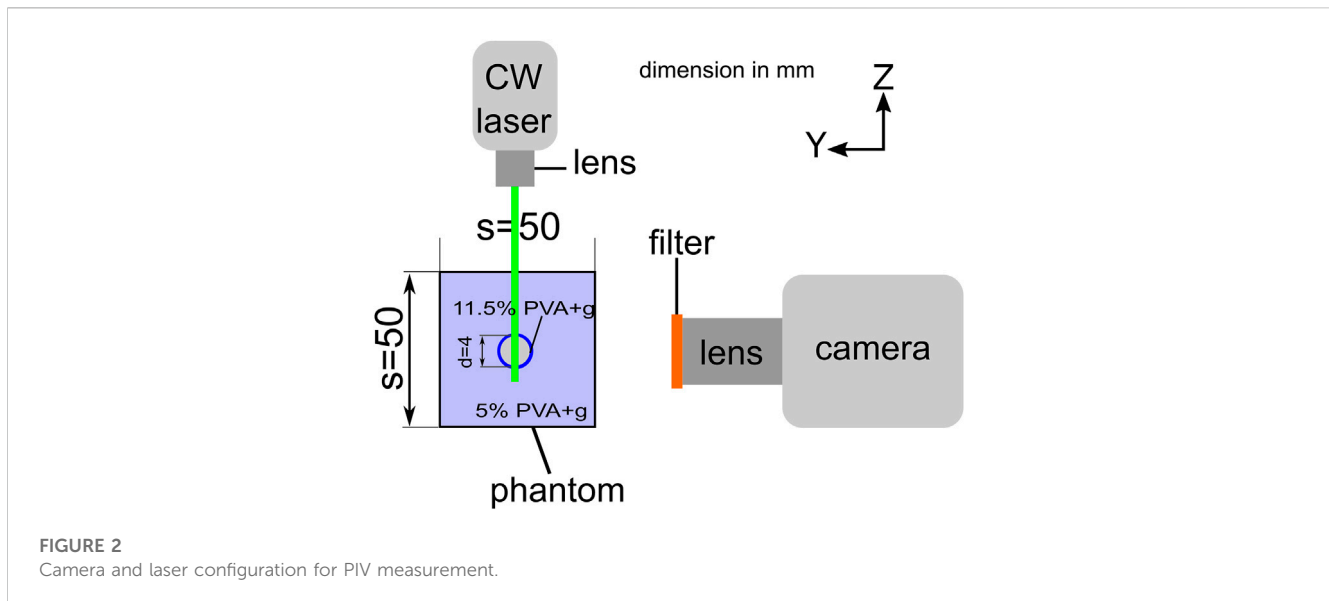 CW
laser
dimension in mm
Z
Y
lens
s=50
filter
11.5% PVA+g
s=50
d=4
lens
camera
5% PVA+g
phantom
FIGURE 2
Camera and laser configuration for PIV measurement.